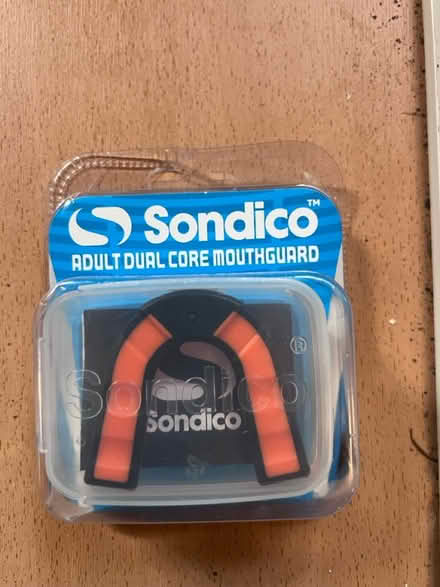 Sondico™
ADULT DUAL CORE MOUTHGUARD
®
Sondico
Sondico